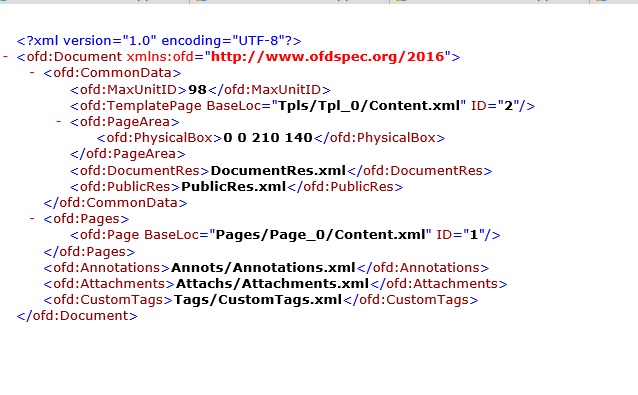 <?xml version="1.0" encoding="UTF-8"?>
- <ofd:Document xmlns:ofd="http://www.ofdspec.org/2016">
- <ofd:CommonData>
<ofd:MaxUnitID>98</ofd:MaxUnitID>
<ofd:TemplatePage BaseLoc="Tpls/Tpl_0/Content.xml" ID="2"/>
- <ofd:PageArea>
<ofd:PhysicalBox>0 0 210 140</ofd:PhysicalBox>
</ofd:PageArea>
<ofd:DocumentRes>DocumentRes.xml</ofd:DocumentRes>
<ofd:PublicRes>PublicRes.xml</ofd:PublicRes>
</ofd:CommonData>
- <ofd:Pages>
<ofd:Page BaseLoc="Pages/Page_0/Content.xml" ID="1"/>
</ofd:Pages>
<ofd:Annotations>Annots/Annotations.xml</ofd:Annotations>
<ofd:Attachments>Attachs/Attachments.xml</ofd:Attachments>
<ofd:CustomTags>Tags/CustomTags.xml</ofd:CustomTags>
</ofd:Document>